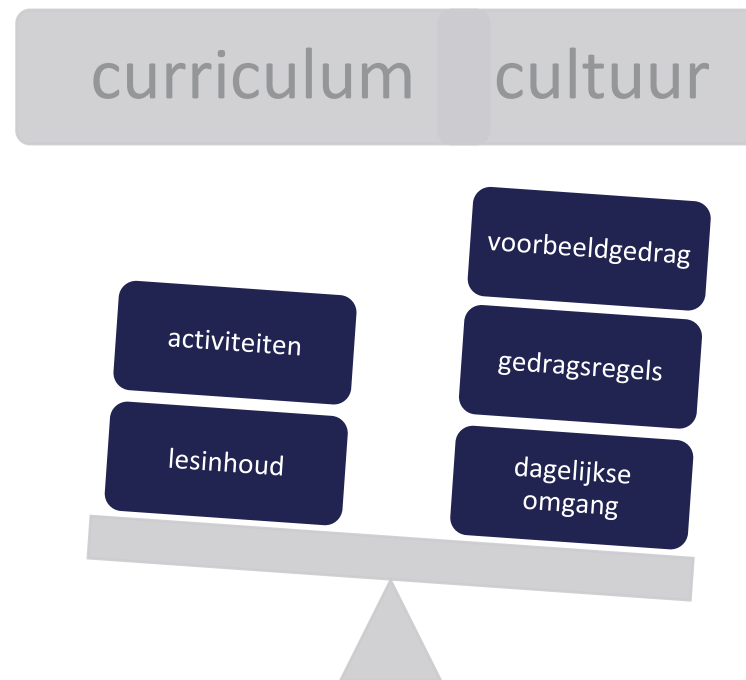 curriculum
cultuur
voorbeeldgedrag
activiteiten
gedragsregels
lesinhoud
dagelijkse
omgang